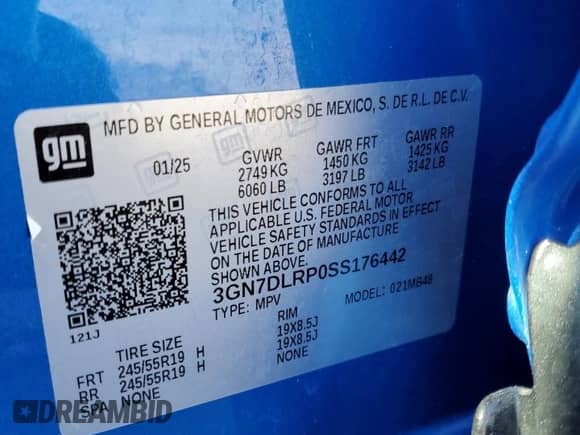 gm
MFD BY GENERAL MOTORS DE MEXICO, S. DE R.L. DE C.V.
01/25
GVWR GAWR FRT GAWR RR
2749 KG 1450 KG 1425 KG
6060 LB 3197 LB 3142 LB
THIS VEHICLE CONFORMS TO ALL
APPLICABLE U.S. FEDERAL MOTOR
VEHICLE SAFETY STANDARDS IN EFFECT
ON THE DATE OF MANUFACTURE
SHOWN ABOVE.
3GN7DLRP0SS176442
TYPE: MPV MODEL: 021MB48
121J
TIRE SIZE RIM
FRT 245/55R19 H 19X8.5J
RR 245/55R19 H 19X8.5J
SPA NONE NONE
DREAMBID